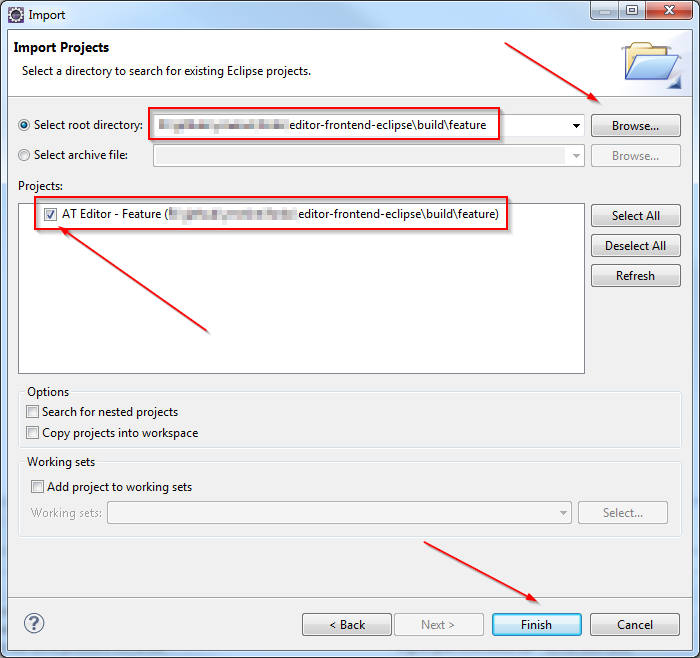 Import
Import Projects
Select a directory to search for existing Eclipse projects.
Select root directory: editor-frontend-eclipse\build\feature Browse...
Select archive file: Browse...
Projects:
AT Editor - Feature ( editor-frontend-eclipse\build\feature)
Select All
Deselect All
Refresh
Options
Search for nested projects
Copy projects into workspace
Working sets
Add project to working sets
Working sets: Select...
? < Back Next > Finish Cancel